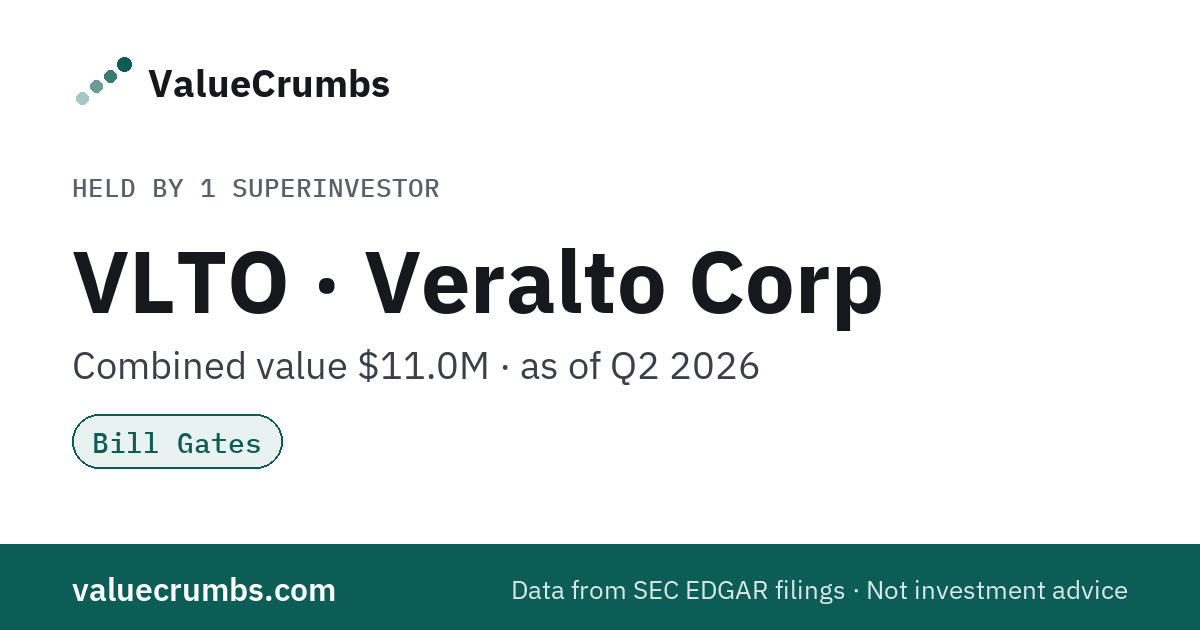 ValueCrumbs
HELD BY 1 SUPERINVESTOR
VLTO · Veralto Corp
Combined value $11.0M · as of Q2 2026
Bill Gates
valuecrumbs.com
Data from SEC EDGAR filings · Not investment advice